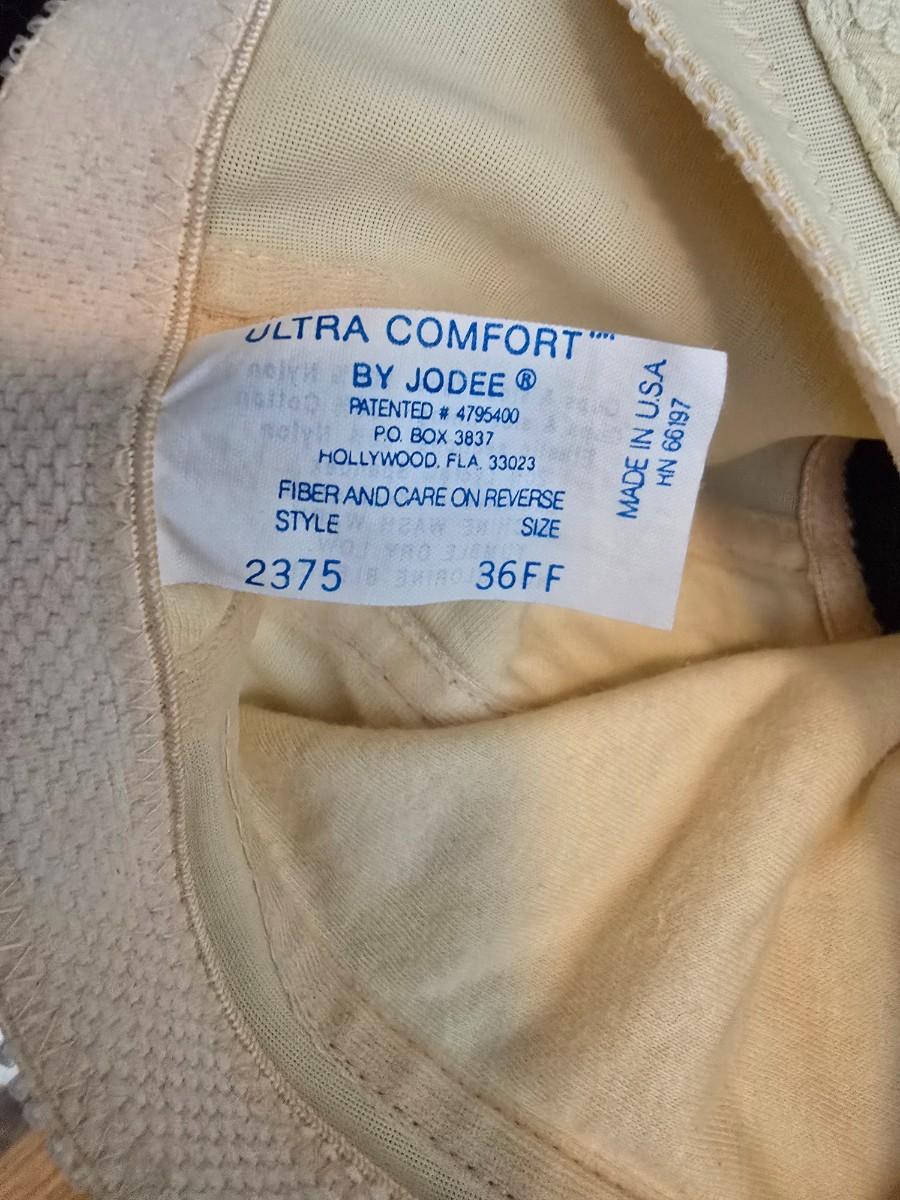 ULTRA COMFORT™
BY JODEE ®
PATENTED # 4795400
P.O. BOX 3837
HOLLYWOOD, FLA. 33023
FIBER AND CARE ON REVERSE
STYLE SIZE
2375 36FF
MADE IN U.S.A
RN 66197